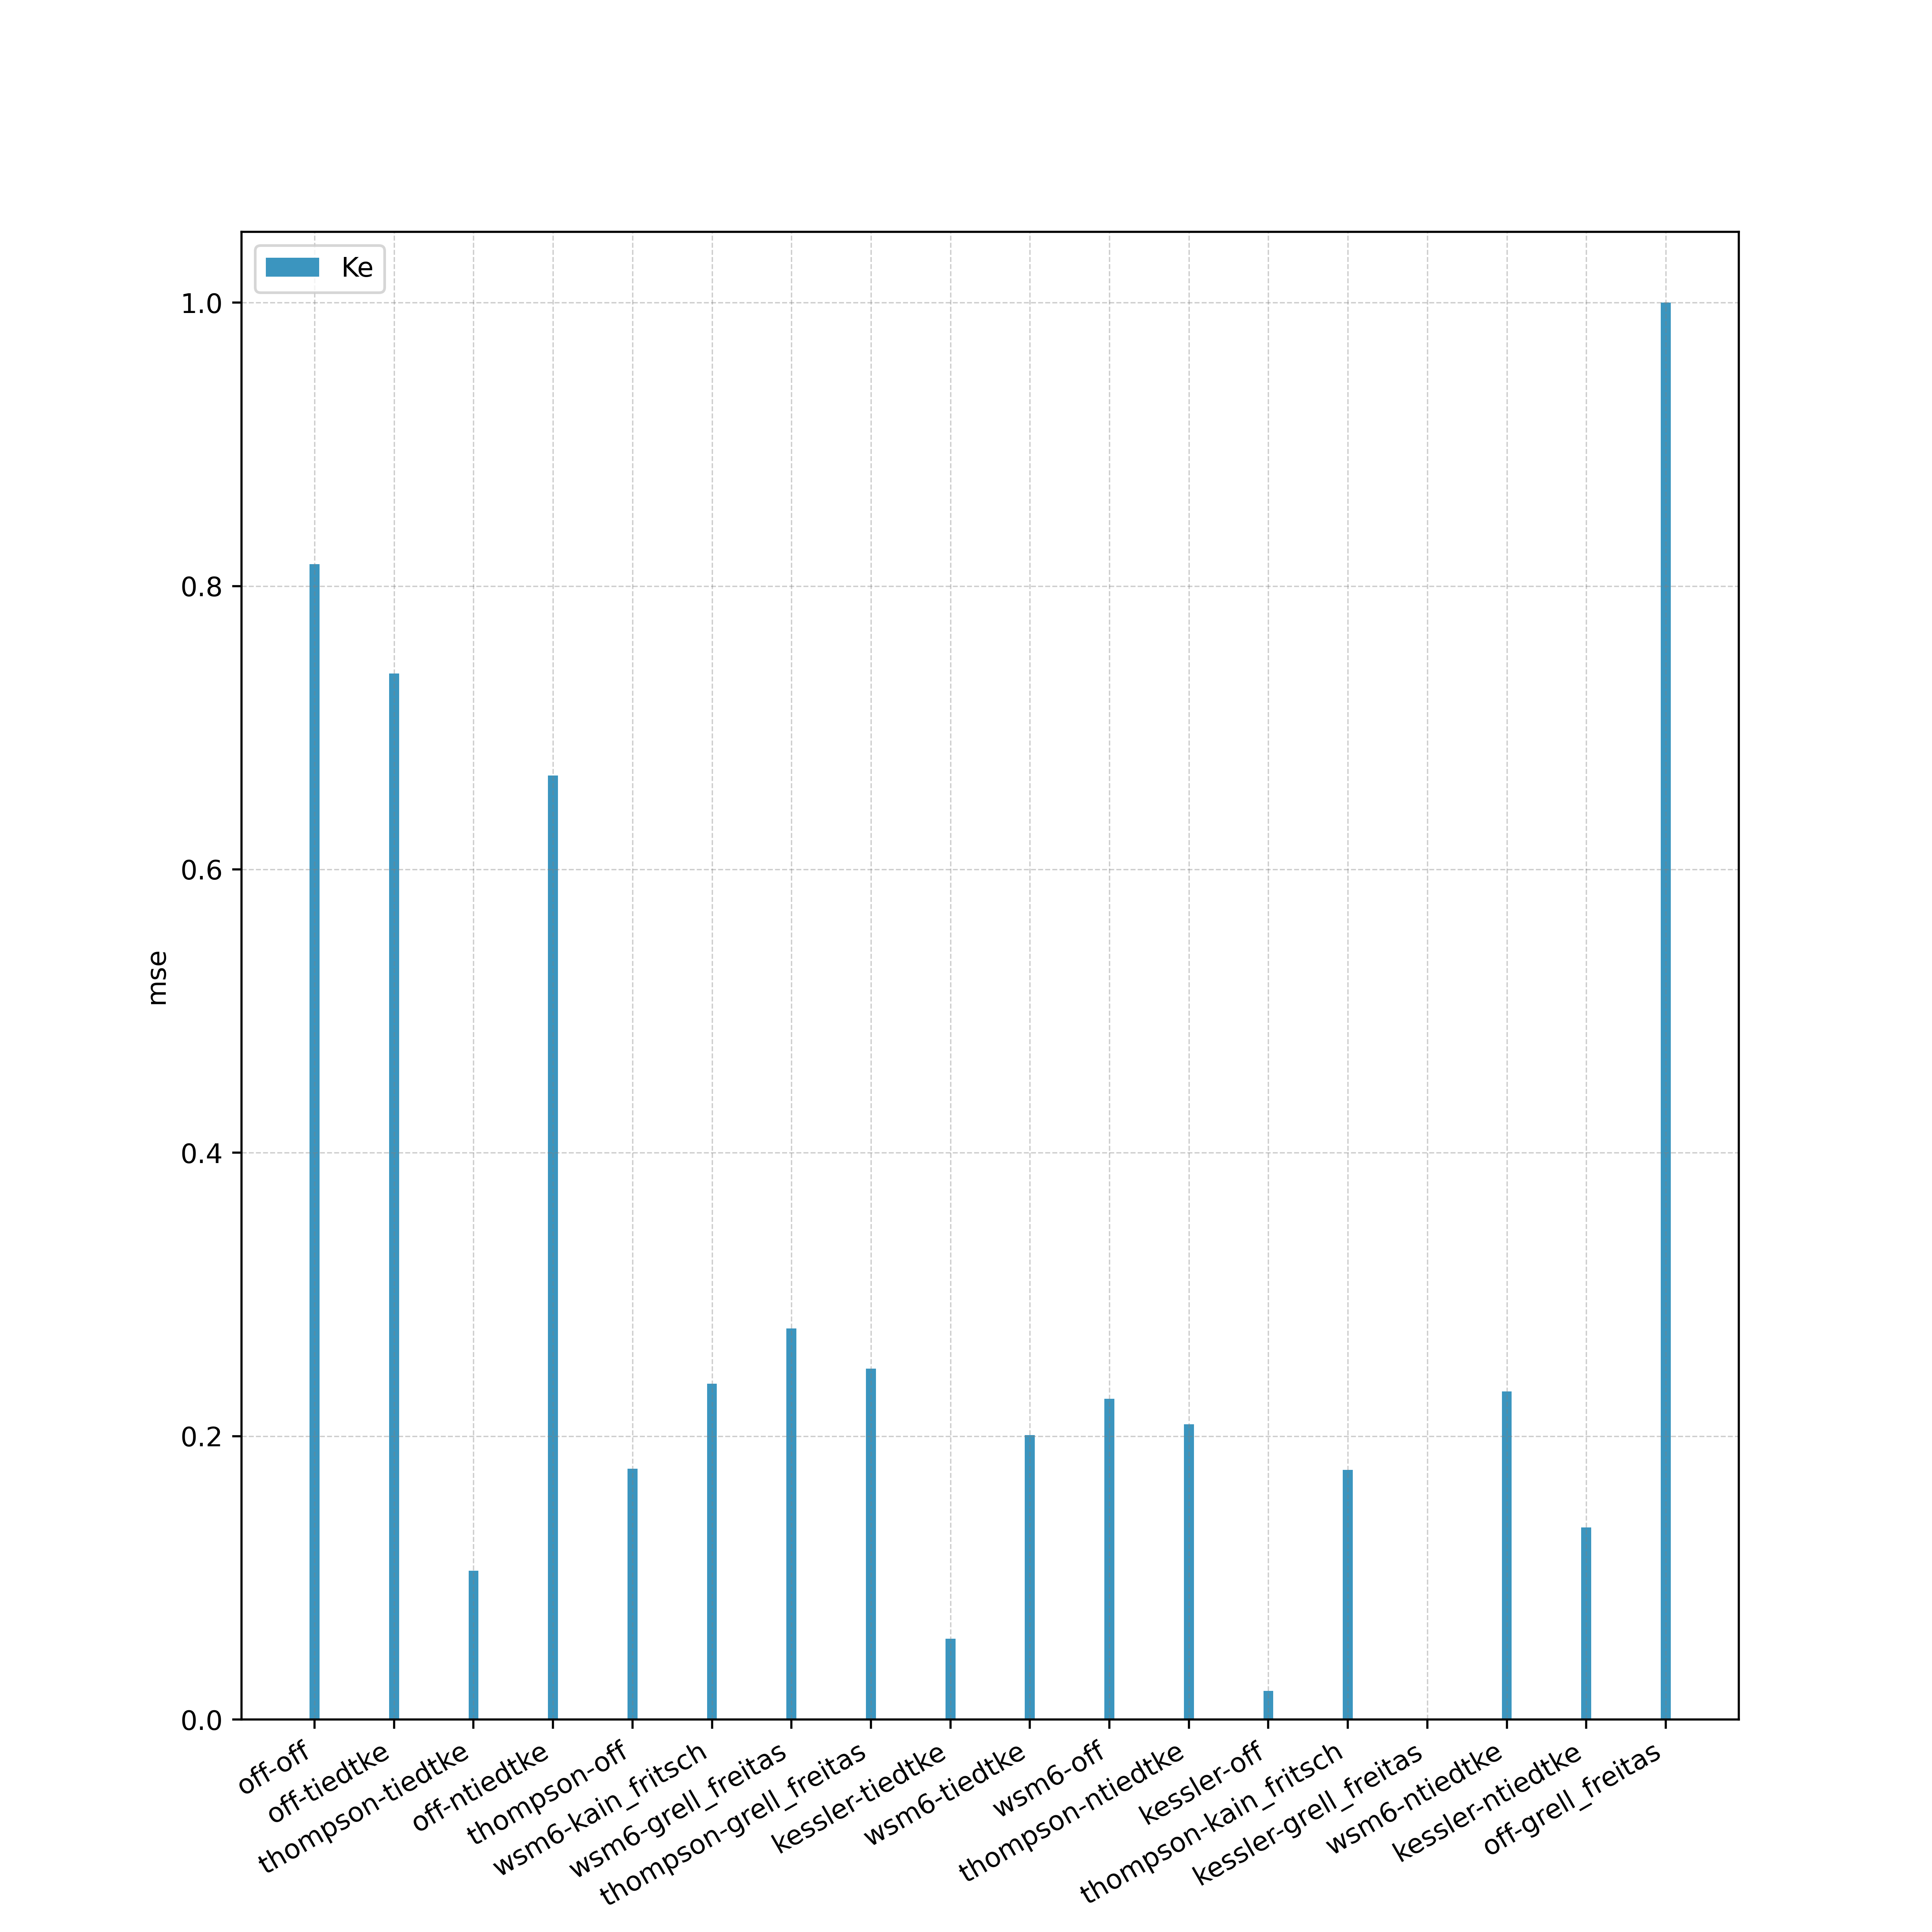 Ke
1.0
0.8
0.6
0.4
0.2
0.0
mse
off-off
off-tiedtke
thompson-tiedtke
off-ntiedtke
thompson-off
wsm6-kain_fritsch
wsm6-grell_freitas
thompson-grell_freitas
kessler-tiedtke
wsm6-tiedtke
wsm6-off
thompson-ntiedtke
kessler-off
thompson-kain_fritsch
kessler-grell_freitas
wsm6-ntiedtke
kessler-ntiedtke
off-grell_freitas